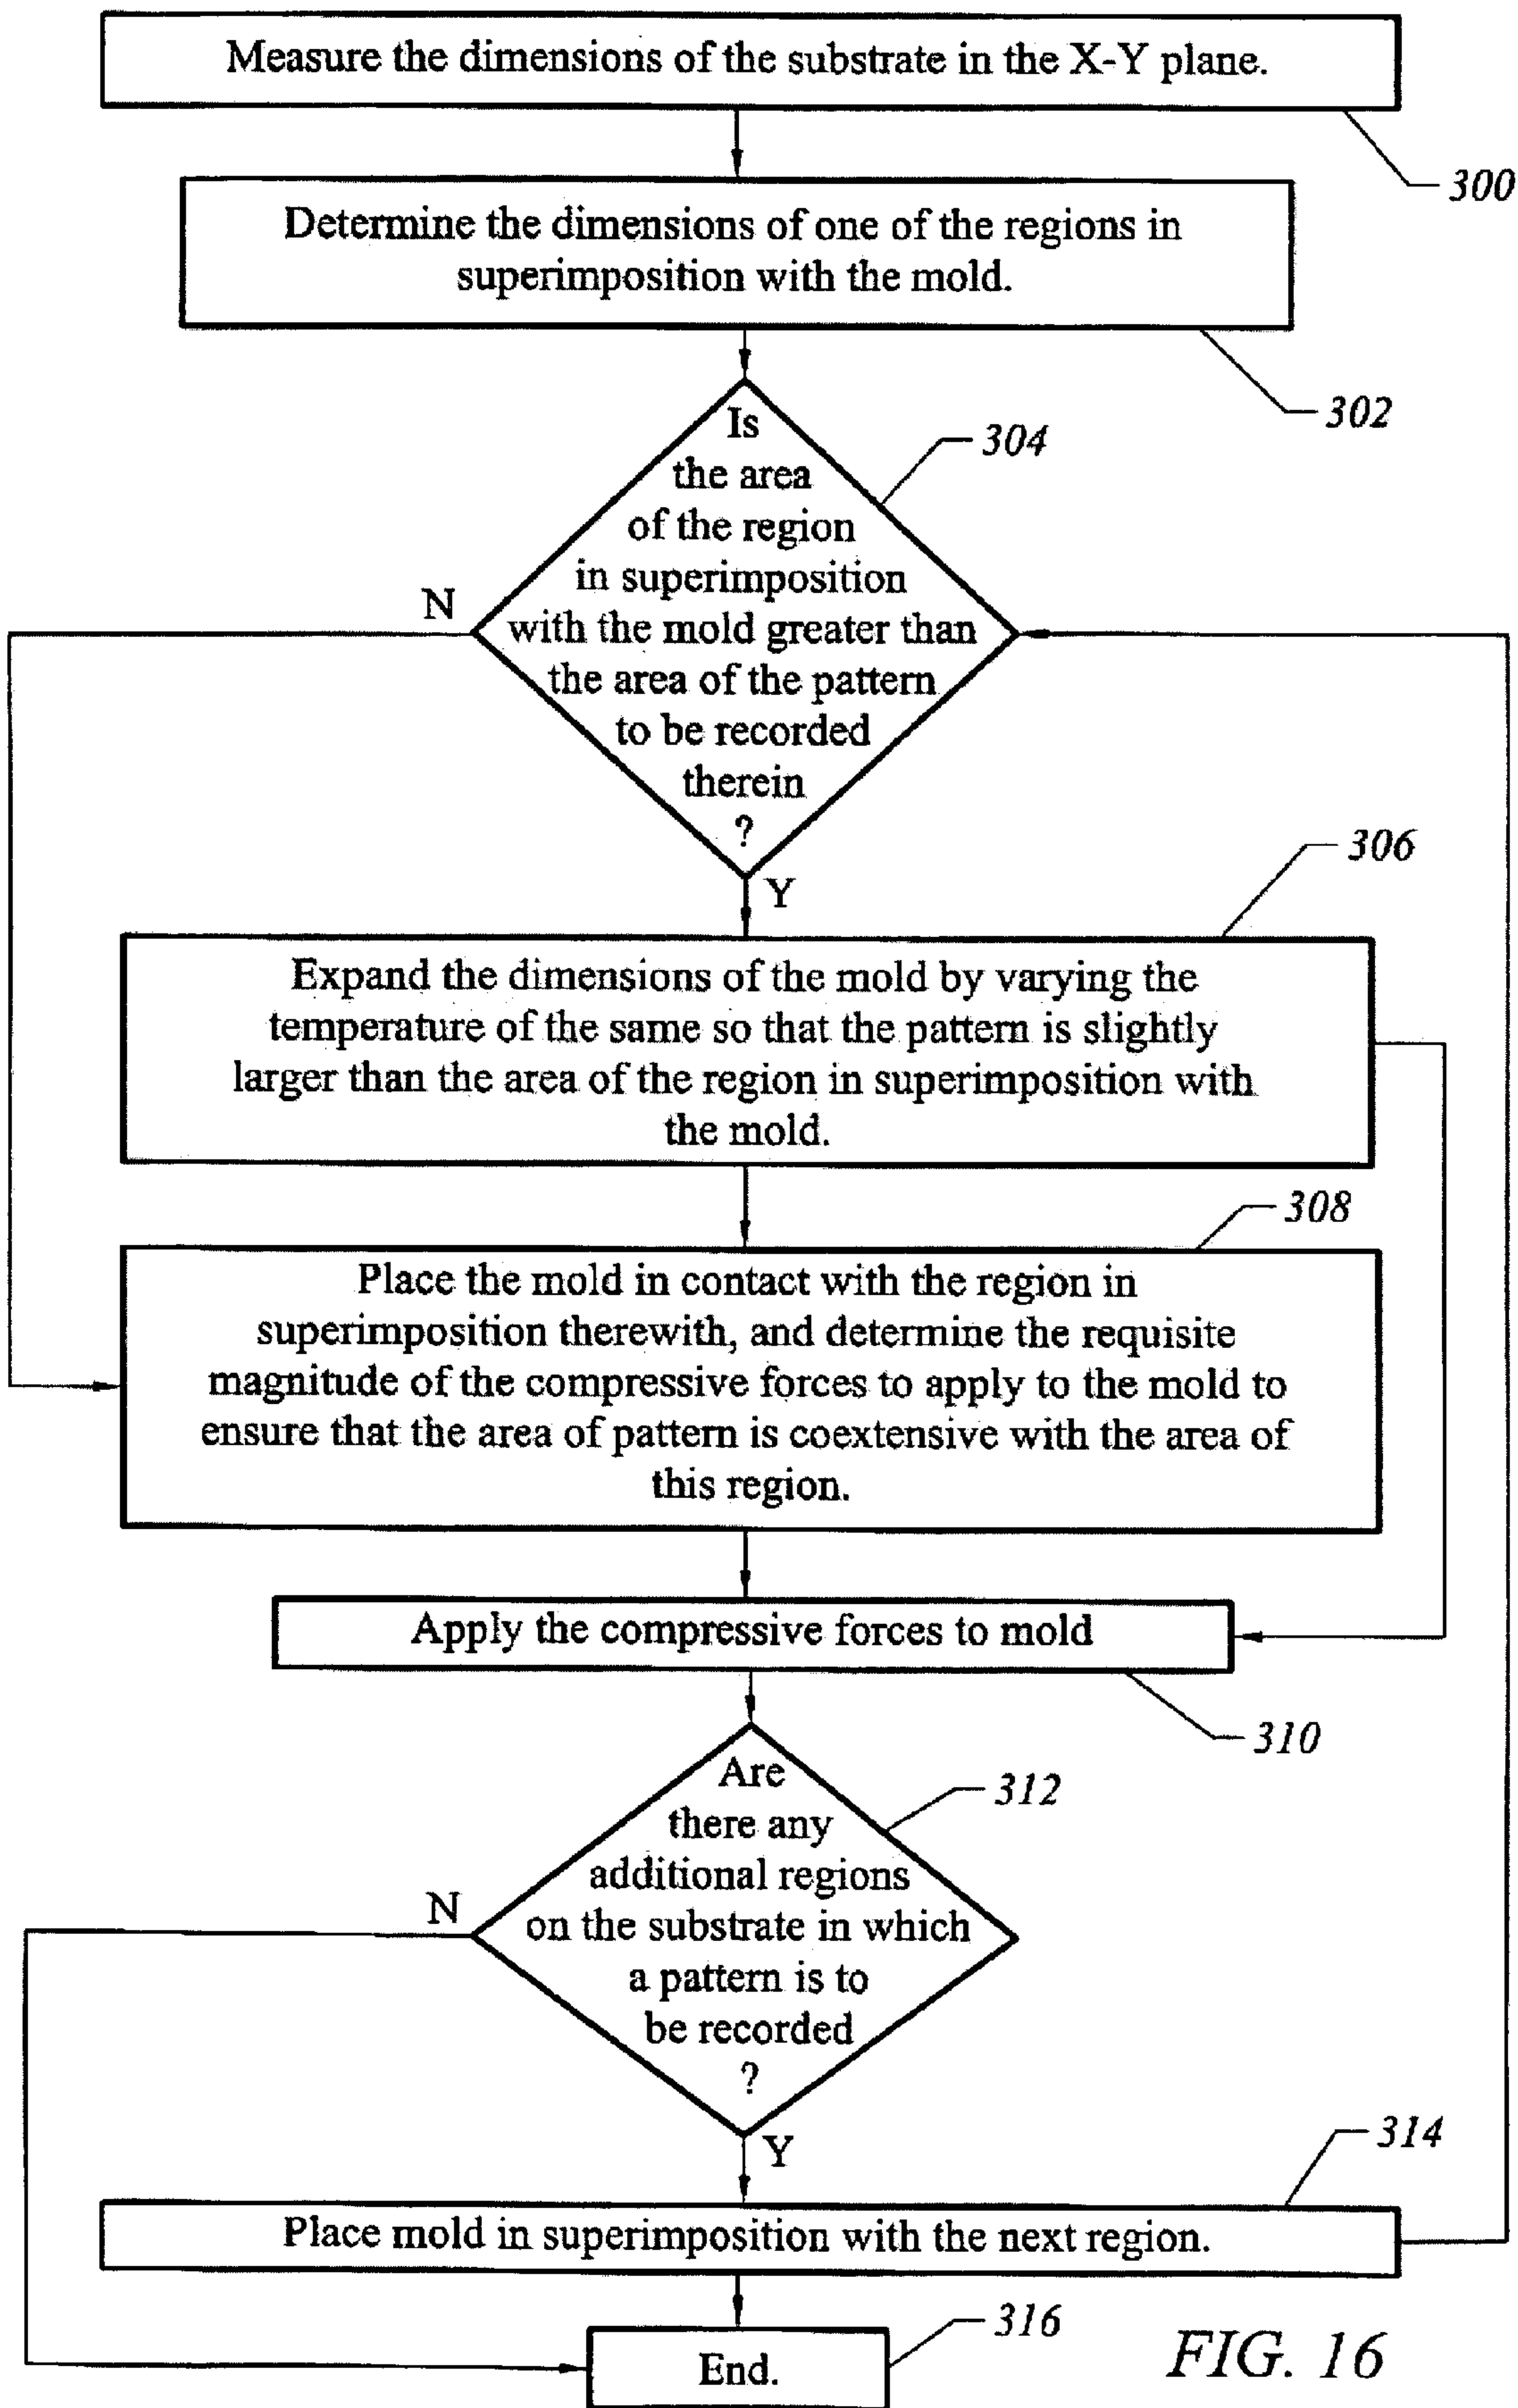 Measure the dimensions of the substrate in the X-Y plane.
300
Determine the dimensions of one of the regions in
superimposition with the mold.
302
Is
the area
of the region
in superimposition
with the mold greater than
the area of the pattern
to be recorded
therein
?
304
N
Y
306
Expand the dimensions of the mold by varying the
temperature of the same so that the pattern is slightly
larger than the area of the region in superimposition with
the mold.
308
Place the mold in contact with the region in
superimposition therewith, and determine the requisite
magnitude of the compressive forces to apply to the mold to
ensure that the area of pattern is coextensive with the area of
this region.
Apply the compressive forces to mold
310
Are
there any
additional regions
on the substrate in which
a pattern is to
be recorded
?
312
N
Y
314
Place mold in superimposition with the next region.
316
End.
FIG. 16